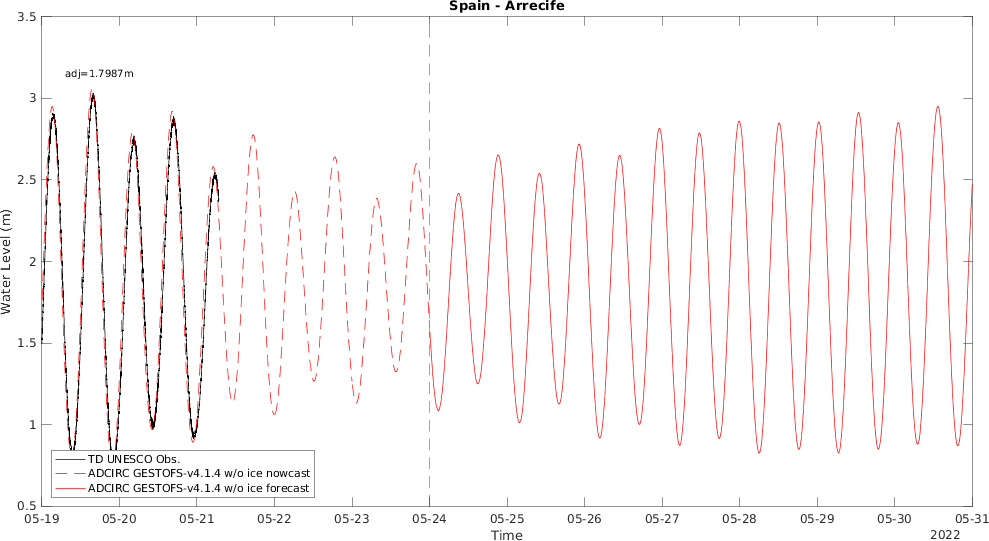 Spain - Arrecife
3.5
adj=1.7987m
3
2.5
2
1.5
1
0.5
Water Level (m)
TD UNESCO Obs.
ADCIRC GESTOFS-v4.1.4 w/o ice nowcast
ADCIRC GESTOFS-v4.1.4 w/o ice forecast
05-19 05-20 05-21 05-22 05-23 05-24 05-25 05-26 05-27 05-28 05-29 05-30 05-31
Time
2022